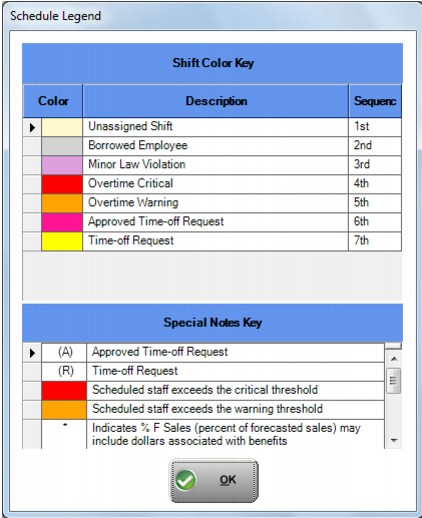 Schedule Legend
Shift Color Key
Color Description Sequenc
Unassigned Shift 1st
Borrowed Employee 2nd
Minor Law Violation 3rd
Overtime Critical 4th
Overtime Warning 5th
Approved Time-off Request 6th
Time-off Request 7th
Special Notes Key
(A) Approved Time-off Request
(R) Time-off Request
Scheduled staff exceeds the critical threshold
Scheduled staff exceeds the warning threshold
* Indicates % F Sales (percent of forecasted sales) may
include dollars associated with benefits
OK